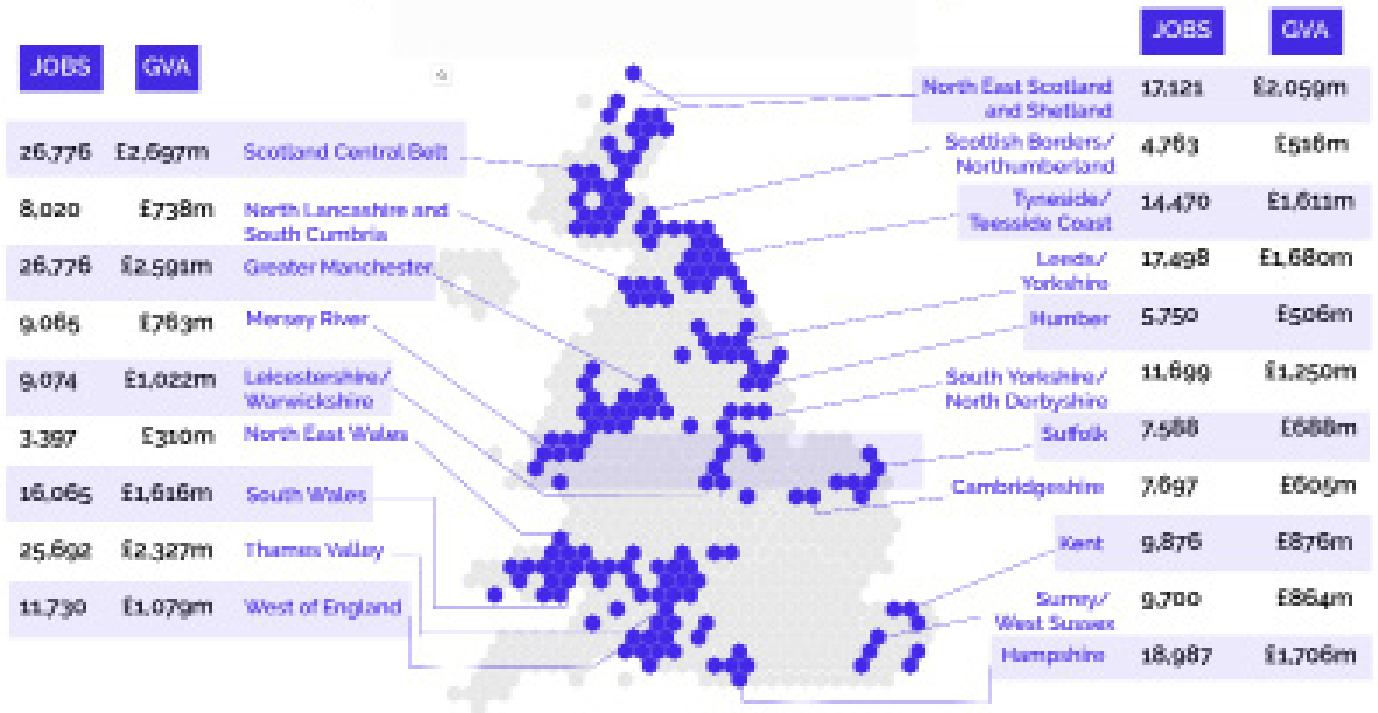 JOBS GVA
26,776 £2,697m Scotland Central Belt
8,020 £738m North Lancashire and
South Cumbria
26,776 £2,591m Greater Manchester
9,065 £763m Mersey River
9,074 £1,022m Leicestershire/
Warwickshire
3,397 £310m North East Wales
16,065 £1,616m South Wales
25,692 £2,327m Thames Valley
11,730 £1,079m West of England
JOBS GVA
North East Scotland 17,121 £2,059m
and Shetland
Scottish Borders/ 4,763 £516m
Northumberland
Tyneside/ 14,470 £1,611m
Teesside Coast
Leeds/ 17,498 £1,680m
Yorkshire
Humber 5,750 £506m
South Yorkshire/ 11,699 £1,250m
North Derbyshire
Suffolk 7,588 £688m
Cambridgeshire 7,697 £605m
Kent 9,876 £876m
Surrey/ 9,700 £864m
West Sussex
Hampshire 18,987 £1,706m